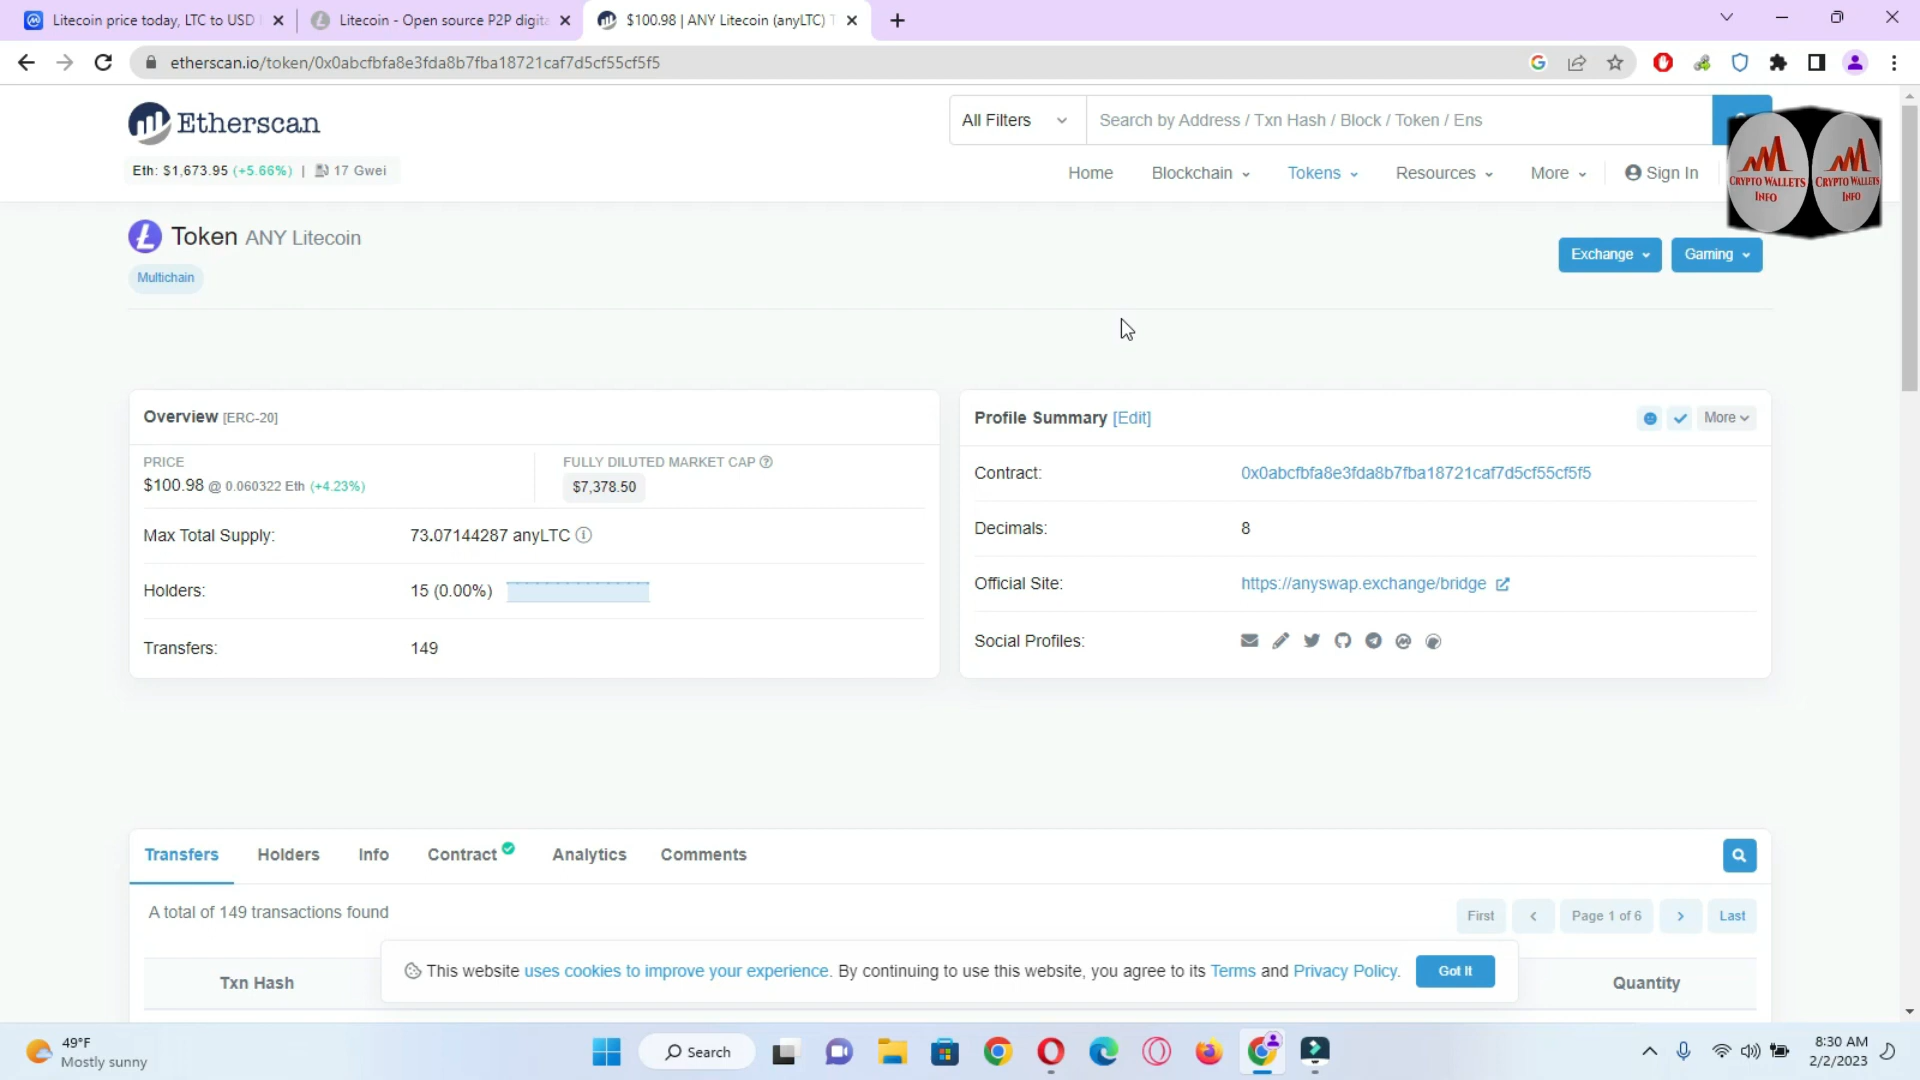 Litecoin price today, LTC to USD
Litecoin - Open source P2P digita
$100.98 | ANY Litecoin (anyLTC) T
etherscan.io/token/0x0abcfbfa8e3fda8b7fba18721caf7d5cf55cf5f5
Etherscan
All Filters
Search by Address / Txn Hash / Block / Token / Ens
Eth: $1,673.95 (+5.66%) | 17 Gwei
Home Blockchain Tokens Resources More Sign In
CRYPTO WALLETS INFO
CRYPTO WALLETS INFO
Token ANY Litecoin
Multichain
Exchange
Gaming
Overview [ERC-20]
PRICE
$100.98 @ 0.060322 Eth (+4.23%)
FULLY DILUTED MARKET CAP
$7,378.50
Max Total Supply: 73.07144287 anyLTC
Holders: 15 (0.00%)
Transfers: 149
Profile Summary [Edit]
More
Contract: 0x0abcfbfa8e3fda8b7fba18721caf7d5cf55cf5f5
Decimals: 8
Official Site: https://anyswap.exchange/bridge
Social Profiles:
Transfers Holders Info Contract Analytics Comments
A total of 149 transactions found
First
Page 1 of 6
Last
Txn Hash
Quantity
This website uses cookies to improve your experience. By continuing to use this website, you agree to its Terms and Privacy Policy.
Got It
49°F
Mostly sunny
Search
8:30 AM
2/2/2023